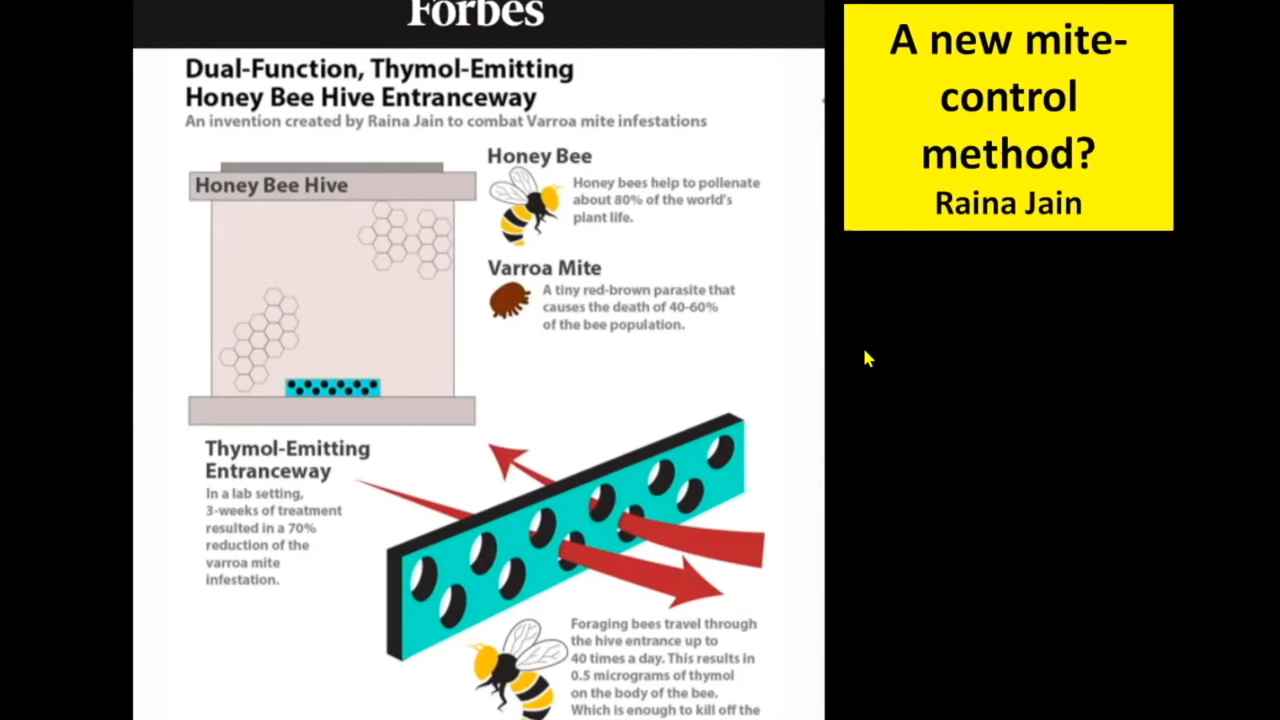 Forbes
Dual-Function, Thymol-Emitting
Honey Bee Hive Entranceway
An invention created by Raina Jain to combat Varroa mite infestations
Honey Bee Hive
Honey Bee
Honey bees help to pollenate
about 80% of the world's
plant life.
Varroa Mite
A tiny red-brown parasite that
causes the death of 40-60%
of the bee population.
Thymol-Emitting
Entranceway
In a lab setting,
3-weeks of treatment
resulted in a 70%
reduction of the
varroa mite
infestation.
Foraging bees travel through
the hive entrance up to
40 times a day. This results in
0.5 micrograms of thymol
on the body of the bee.
Which is enough to kill off the
A new mite-
control
method?
Raina Jain